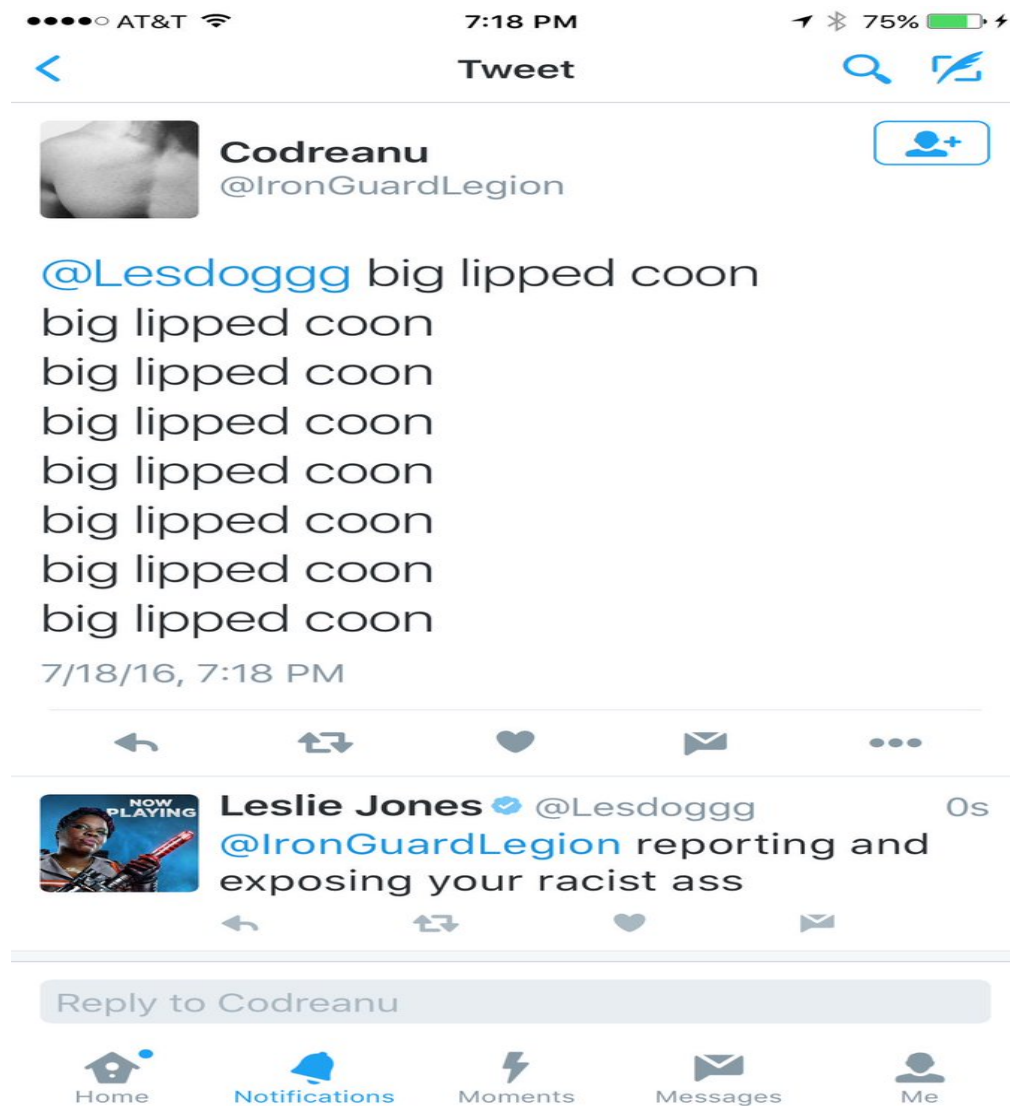 AT&T 7:18 PM 75%
Tweet
Codreanu
@IronGuardLegion
@Lesdoggg big lipped coon
big lipped coon
big lipped coon
big lipped coon
big lipped coon
big lipped coon
big lipped coon
big lipped coon
7/18/16, 7:18 PM
NOW
PLAYING
Leslie Jones @Lesdoggg 0s
@IronGuardLegion reporting and
exposing your racist ass
Reply to Codreanu
Home Notifications Moments Messages Me